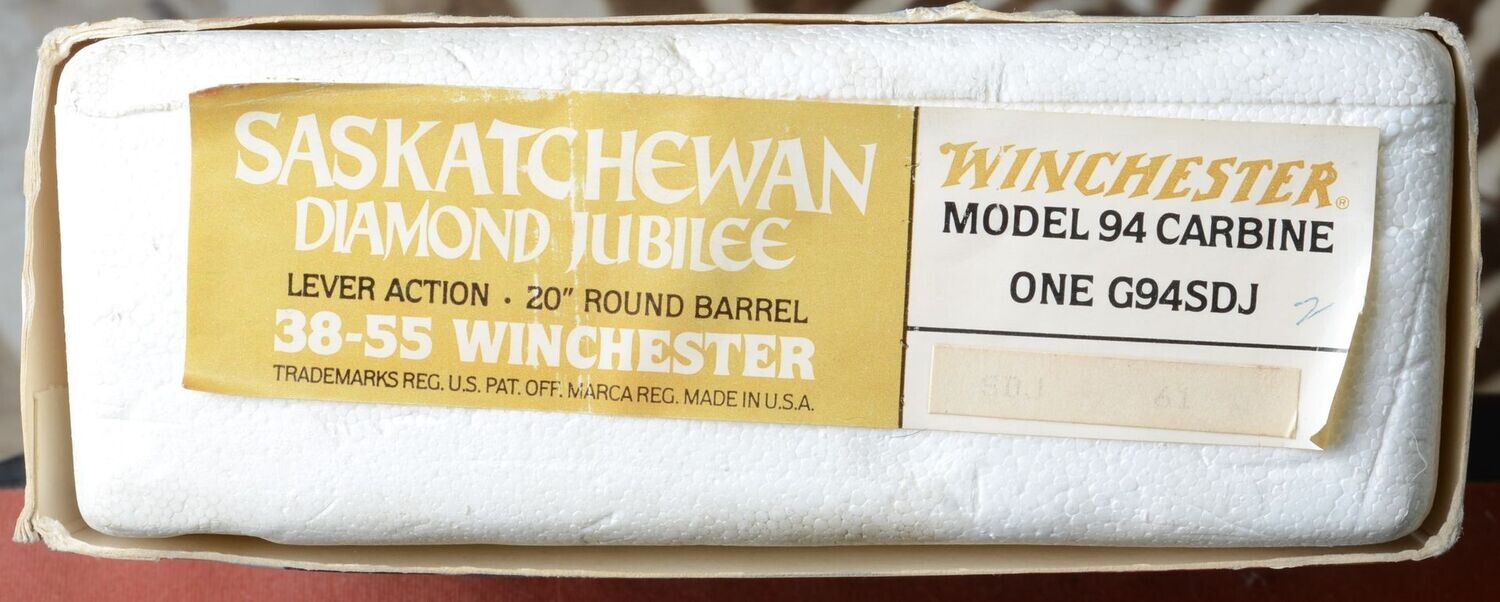 SASKATCHEWAN
DIAMOND JUBILEE
LEVER ACTION · 20" ROUND BARREL
38-55 WINCHESTER
TRADEMARKS REG. U.S. PAT. OFF. MARCA REG. MADE IN U.S.A.
WINCHESTER®
MODEL 94 CARBINE
ONE G94SDJ
2
SDJ 61